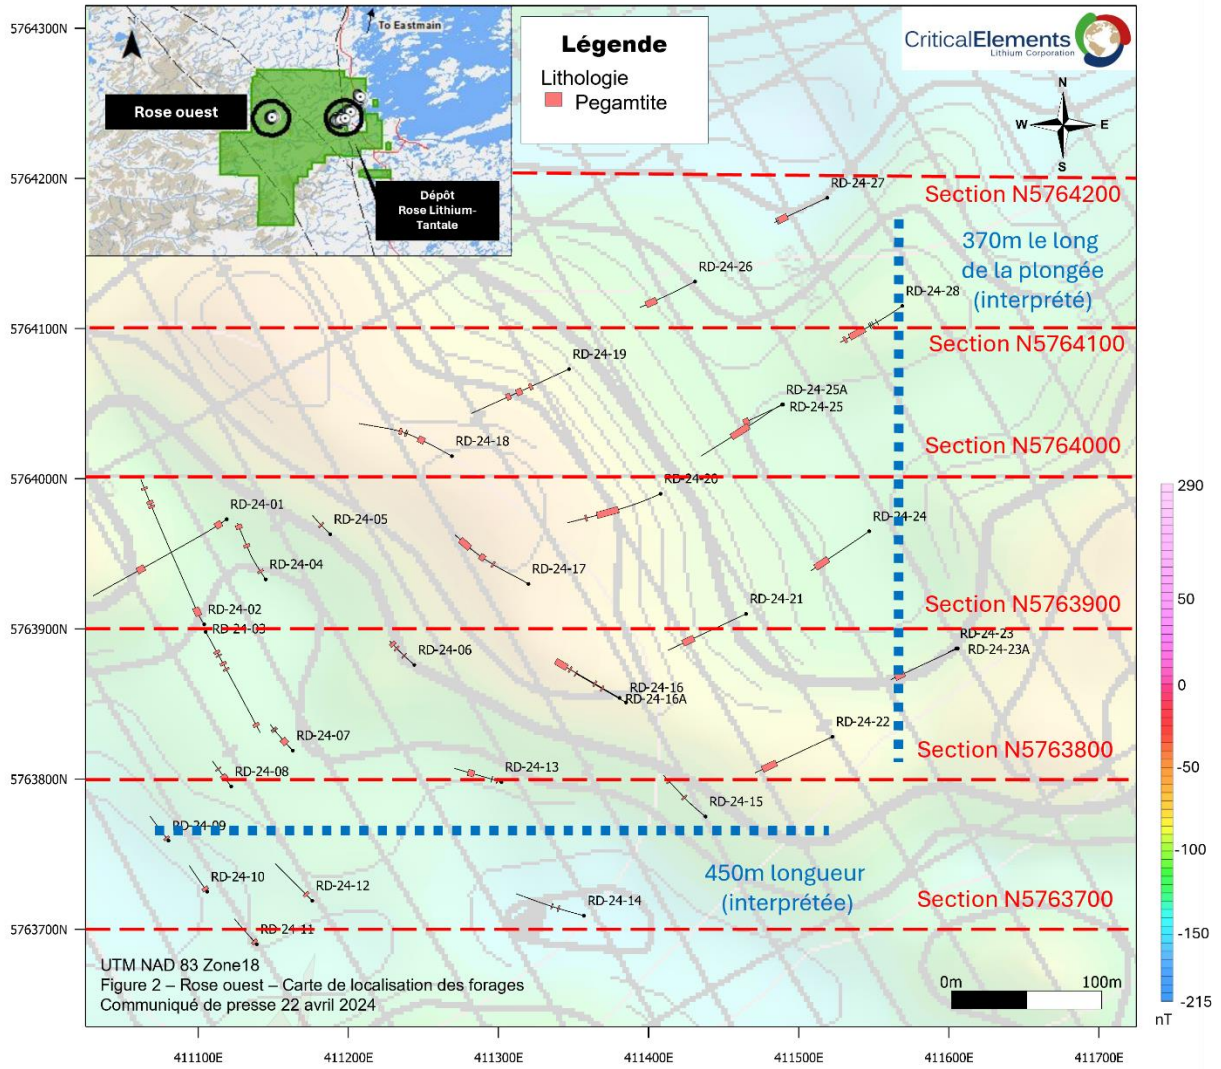 To Eastmain
Rose ouest
Dépôt
Rose Lithium-
Tantale
Légende
Lithologie
Pegamtite
CriticalElements
Lithium Corporation
N
W
E
S
5764300N
5764200N
5764100N
5764000N
5763900N
5763800N
5763700N
RD-24-27
Section N5764200
370m le long
de la plongée
(interprété)
RD-24-26
RD-24-28
Section N5764100
RD-24-19
RD-24-25A
RD-24-25
RD-24-18
Section N5764000
RD-24-20
RD-24-01
RD-24-05
RD-24-24
RD-24-04
RD-24-17
RD-24-02
RD-24-03
RD-24-21
Section N5763900
RD-24-06
RD-24-23
RD-24-23A
RD-24-16
RD-24-16A
RD-24-07
RD-24-22
Section N5763800
RD-24-08
RD-24-13
RD-24-15
RD-24-09
RD-24-10
RD-24-12
450m longueur
(interprétée)
RD-24-14
Section N5763700
RD-24-11
UTM NAD 83 Zone18
Figure 2 – Rose ouest – Carte de localisation des forages
Communiqué de presse 22 avril 2024
0m
100m
290
50
0
-50
-100
-150
-215
nT
411100E
411200E
411300E
411400E
411500E
411600E
411700E